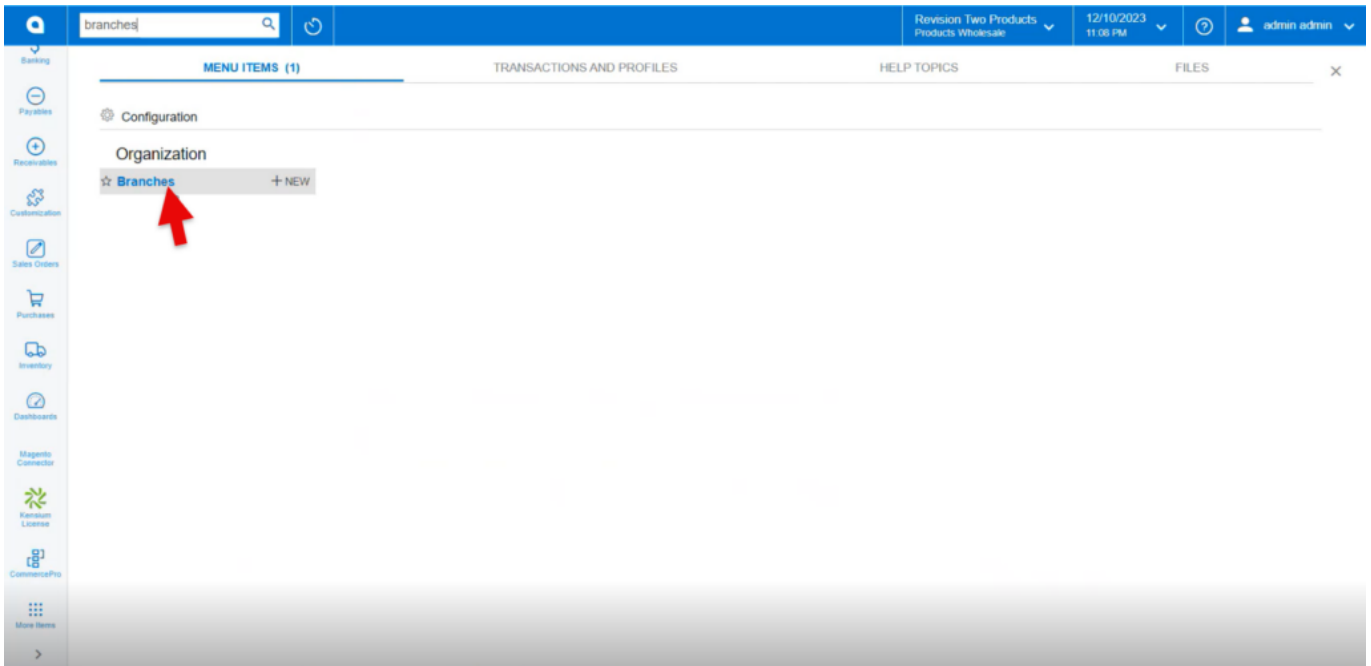 branches
Revision Two Products
Products Wholesale
12/10/2023
11:08 PM
admin admin
Banking
Payables
Receivables
Customization
Sales Orders
Purchases
Inventory
Dashboards
Magento
Connector
Kensium
License
CommercePro
More Items
MENU ITEMS (1)
TRANSACTIONS AND PROFILES
HELP TOPICS
FILES
Configuration
Organization
Branches
+ NEW